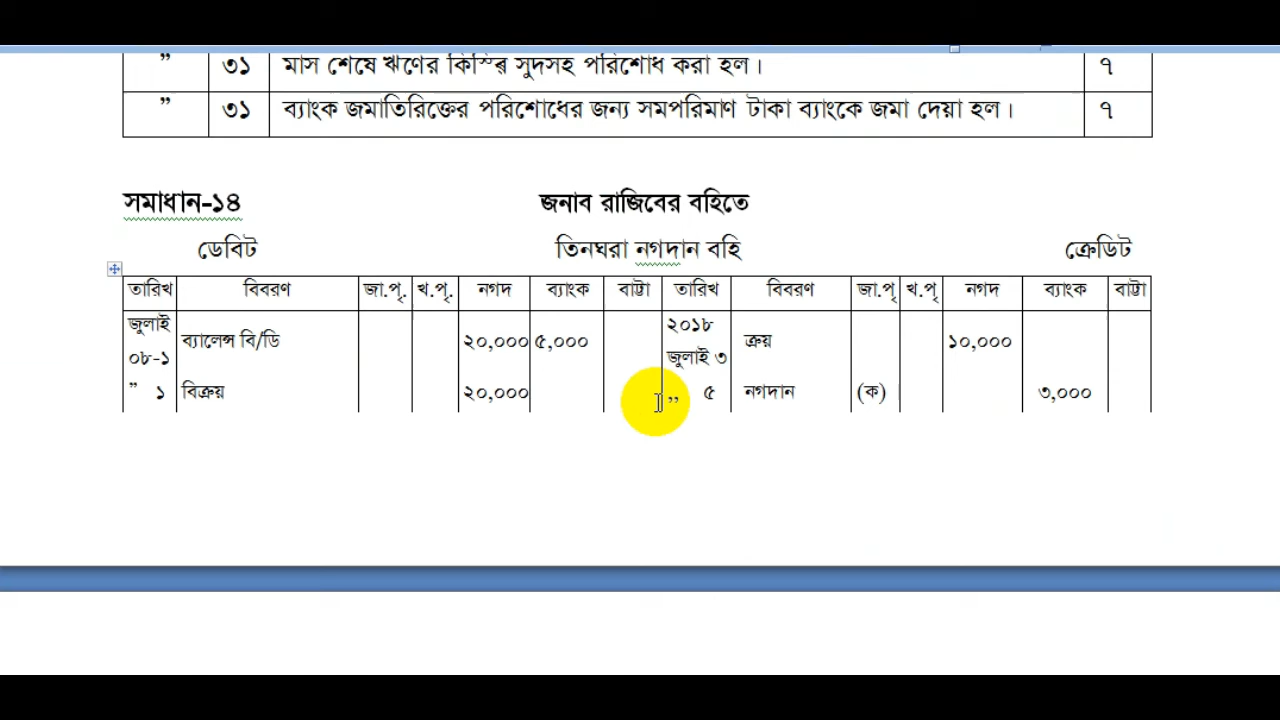 ” ৩১ মাস শেষে ঋণের কিস্তির সুদসহ পরিশোধ করা হল। ৭
” ৩১ ব্যাংক জমাতিরিক্তের পরিশোধের জন্য সমপরিমাণ টাকা ব্যাংকে জমা দেয়া হল। ৭
সমাধান-১৪ জনাব রাজিবের বহিতে
ডেবিট তিনঘরা নগদান বহি ক্রেডিট
তারিখ বিবরণ জা.পৃ. খ.পৃ. নগদ ব্যাংক বাট্টা তারিখ বিবরণ জা.পৃ খ.পৃ নগদ ব্যাংক বাট্টা
জুলাই ০৮-১ ব্যালেন্স বি/ডি ২০,০০০ ৫,০০০ ২০১৮ জুলাই ৩ ক্রয় ১০,০০০
” ১ বিক্রয় ২০,০০০ ” ৫ নগদান (ক) ৩,০০০